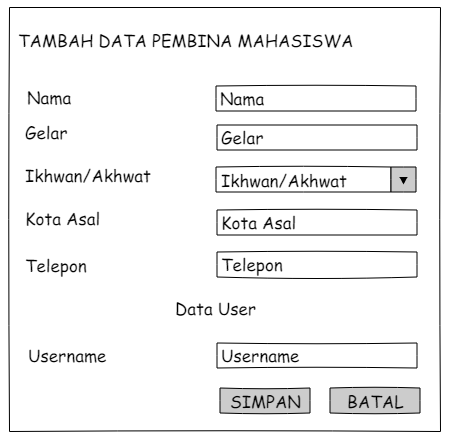 TAMBAH DATA PEMBINA MAHASISWA
Nama Nama
Gelar Gelar
Ikhwan/Akhwat Ikhwan/Akhwat
Kota Asal Kota Asal
Telepon Telepon
Data User
Username Username
SIMPAN BATAL